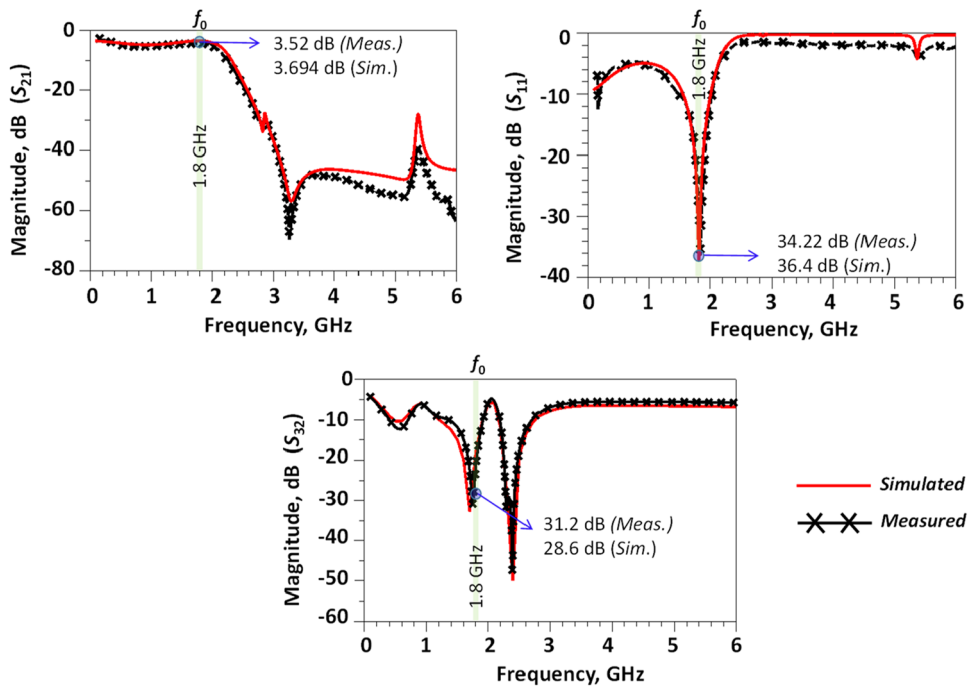 f0
0
-20
-40
-60
-80
Magnitude, dB (S21)
3.52 dB (Meas.)
3.694 dB (Sim.)
1.8 GHz
0 1 2 3 4 5 6
Frequency, GHz
f0
0
-10
-20
-30
-40
Magnitude, dB (S11)
1.8 GHz
34.22 dB (Meas.)
36.4 dB (Sim.)
0 1 2 3 4 5 6
Frequency, GHz
f0
0
-10
-20
-30
-40
-50
-60
Magnitude, dB (S32)
31.2 dB (Meas.)
28.6 dB (Sim.)
1.8 GHz
0 1 2 3 4 5 6
Frequency, GHz
Simulated
Measured